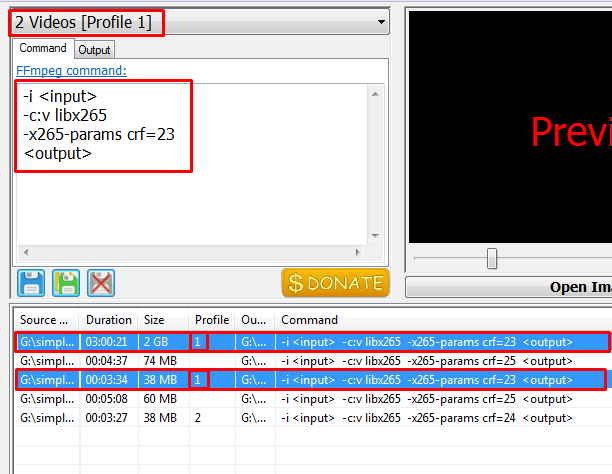 2 Videos [Profile 1]
Command Output
FFmpeg command:
-i <input>
-c:v libx265
-x265-params crf=23
<output>
$ DONATE
Previ
Open Ima
Source ... Duration Size Profile Ou... Command
G:\simpl... 03:00:21 2 GB 1 G:\... -i <input> -c:v libx265 -x265-params crf=23 <output>
G:\simpl... 00:04:37 74 MB G:\... -i <input> -c:v libx265 -x265-params crf=25 <output>
G:\simpl... 00:03:34 38 MB 1 G:\... -i <input> -c:v libx265 -x265-params crf=23 <output>
G:\simpl... 00:05:08 60 MB G:\... -i <input> -c:v libx265 -x265-params crf=25 <output>
G:\simpl... 00:03:27 38 MB 2 G:\... -i <input> -c:v libx265 -x265-params crf=24 <output>